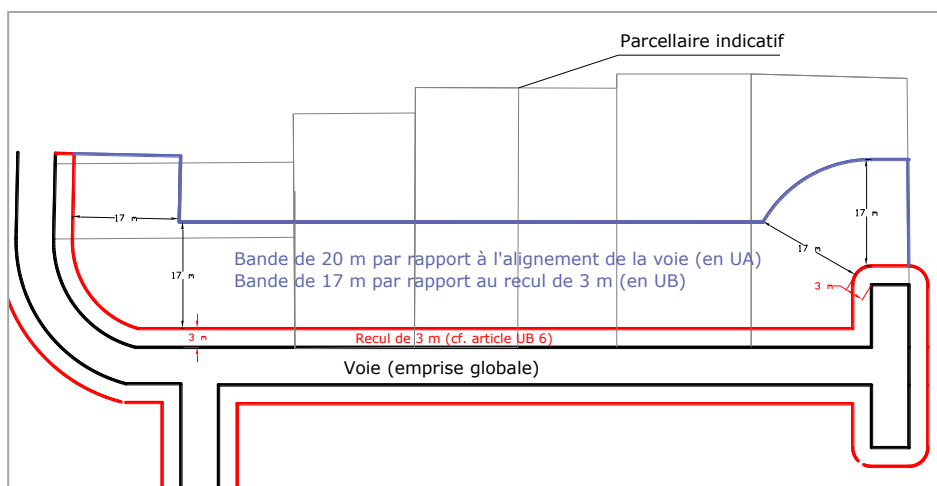 Parcellaire indicatif
17 m
17 m
17 m
Bande de 20 m par rapport à l'alignement de la voie (en UA)
Bande de 17 m par rapport au recul de 3 m (en UB)
17 m
3 m
3 m
Recul de 3 m (cf. article UB 6)
Voie (emprise globale)